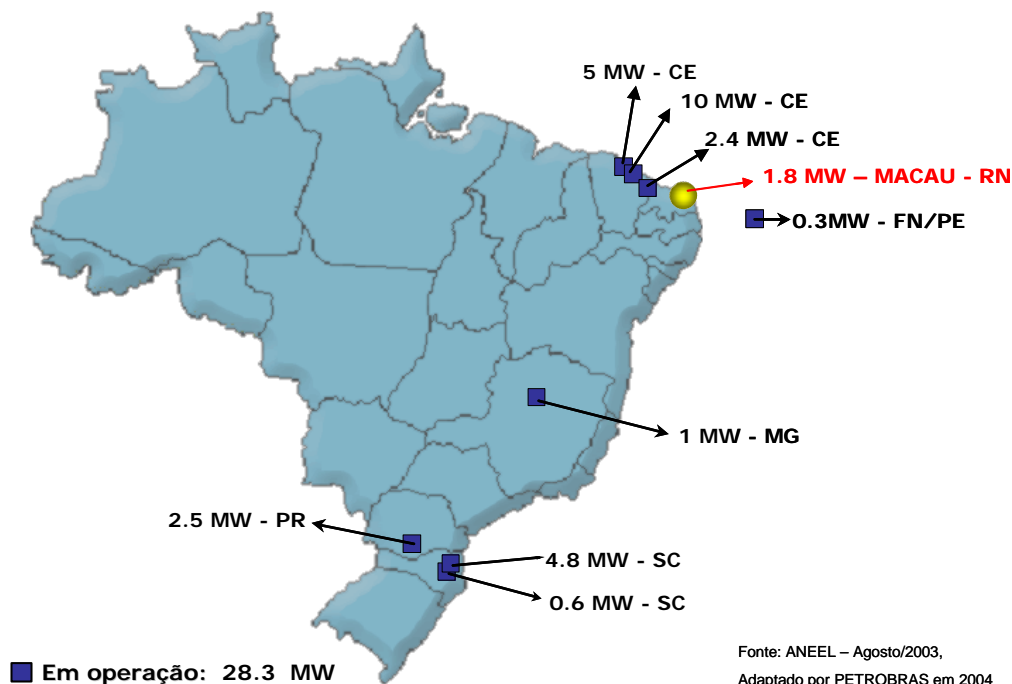 5 MW - CE
10 MW - CE
2.4 MW - CE
1.8 MW – MACAU - RN
0.3MW - FN/PE
1 MW - MG
2.5 MW - PR
4.8 MW - SC
0.6 MW - SC
Em operação: 28.3 MW
Fonte: ANEEL – Agosto/2003,
Adaptado por PETROBRAS em 2004